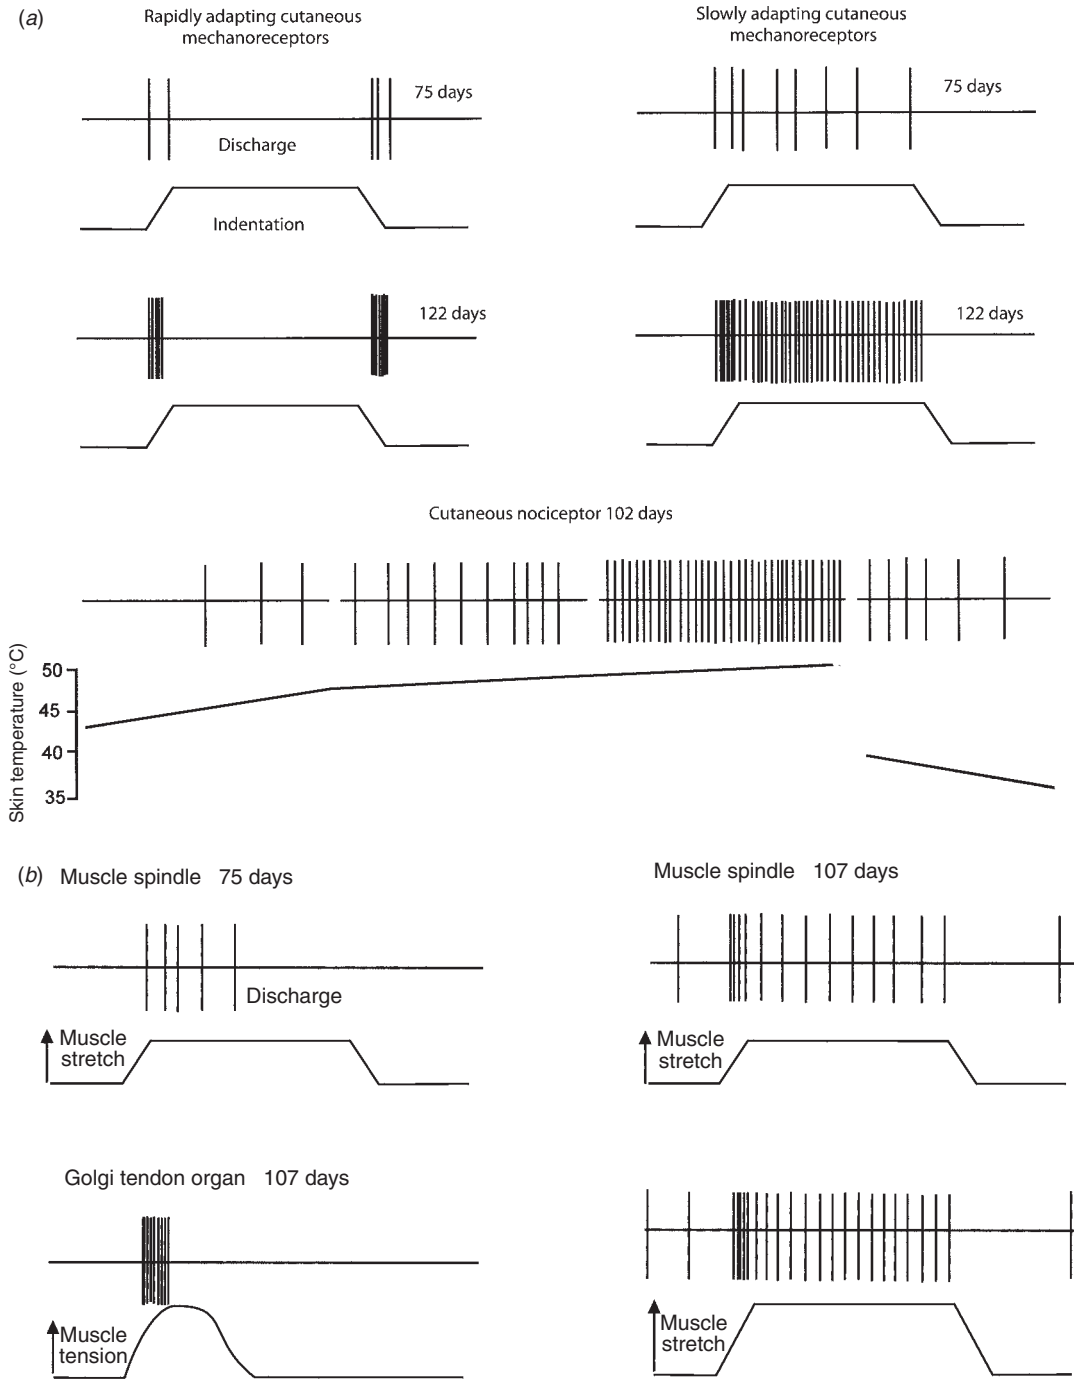 (a)
Rapidly adapting cutaneous
mechanoreceptors
Slowly adapting cutaneous
mechanoreceptors
75 days
Discharge
Indentation
75 days
122 days
122 days
Cutaneous nociceptor 102 days
Skin temperature (°C)
50
45
40
35
(b)
Muscle spindle 75 days
Muscle spindle 107 days
Discharge
Muscle
stretch
Muscle
stretch
Golgi tendon organ 107 days
Muscle
tension
Muscle
stretch